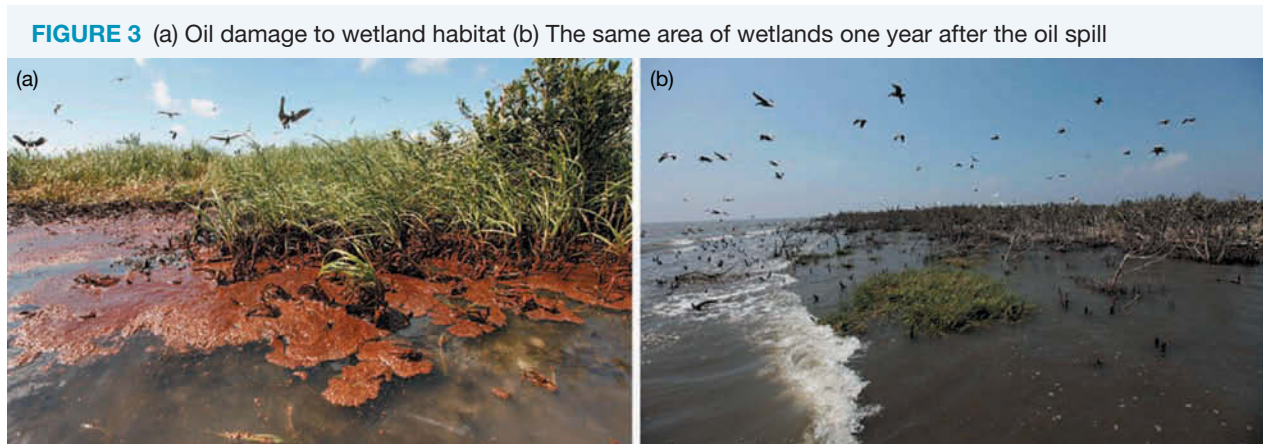 FIGURE 3 (a) Oil damage to wetland habitat (b) The same area of wetlands one year after the oil spill
(a)
(b)